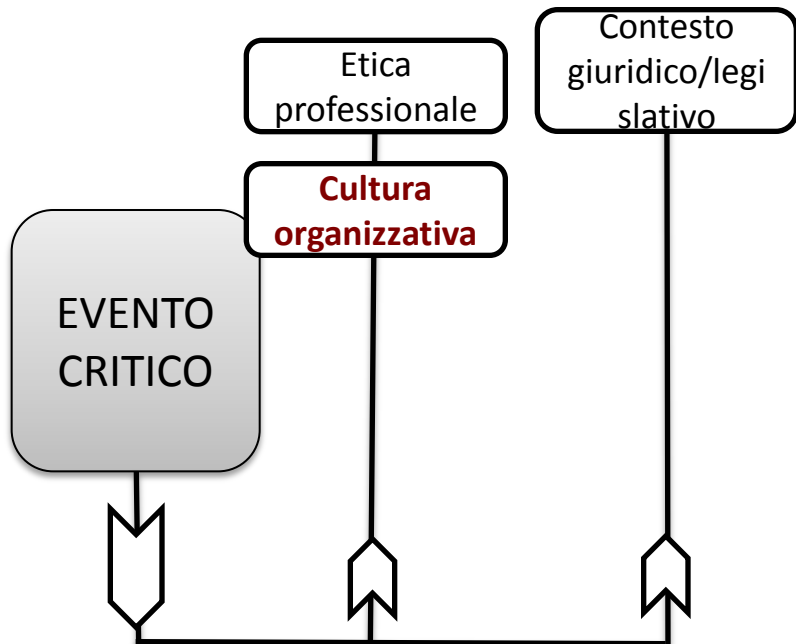 Etica
professionale
Contesto
giuridico/legi
slativo
Cultura
organizzativa
EVENTO
CRITICO